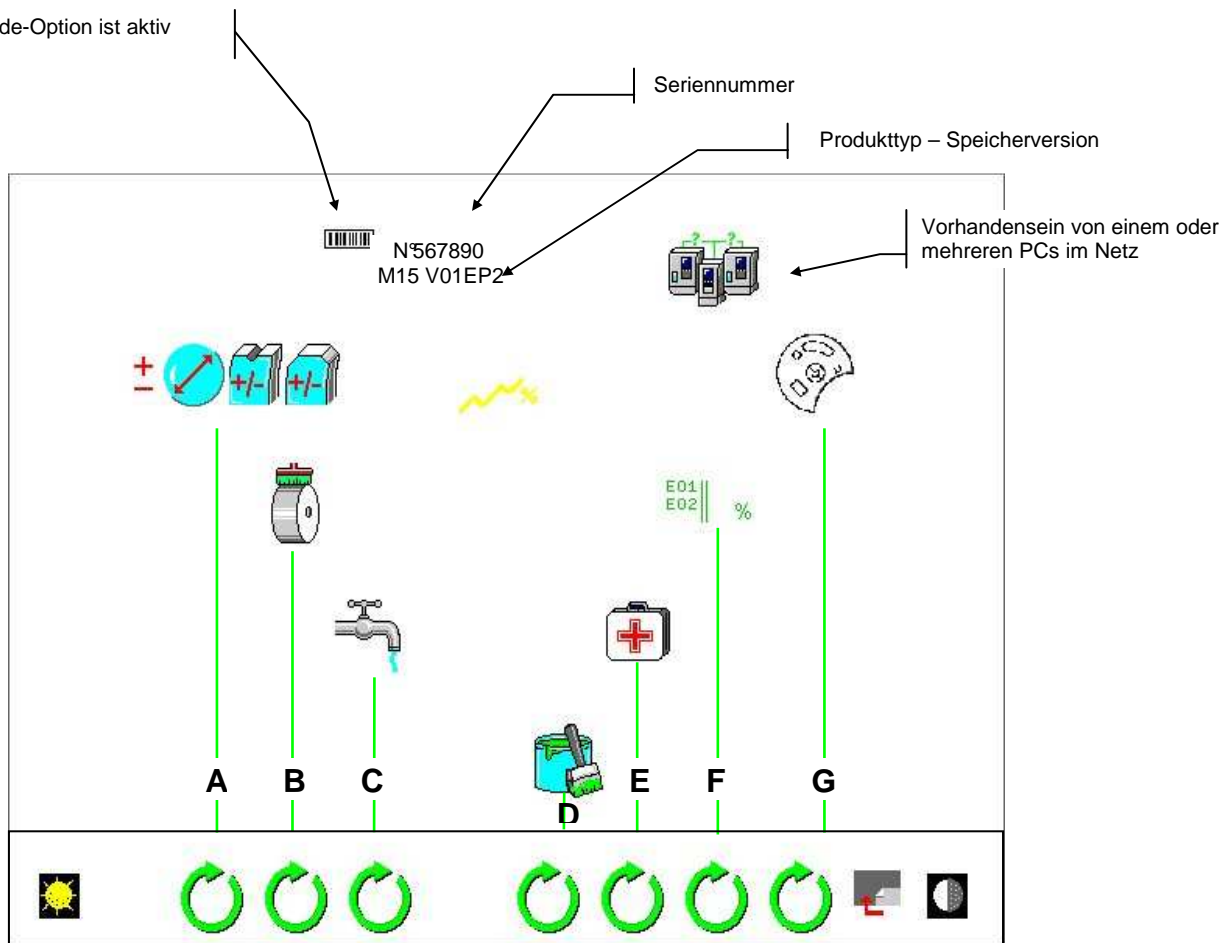 de-Option ist aktiv
Seriennummer
Produkttyp – Speicherversion
Vorhandensein von einem oder
mehreren PCs im Netz
N°567890
M15 V01EP2
? ?
±
+/- +/-
%
E01
E02 %
A B C D E F G